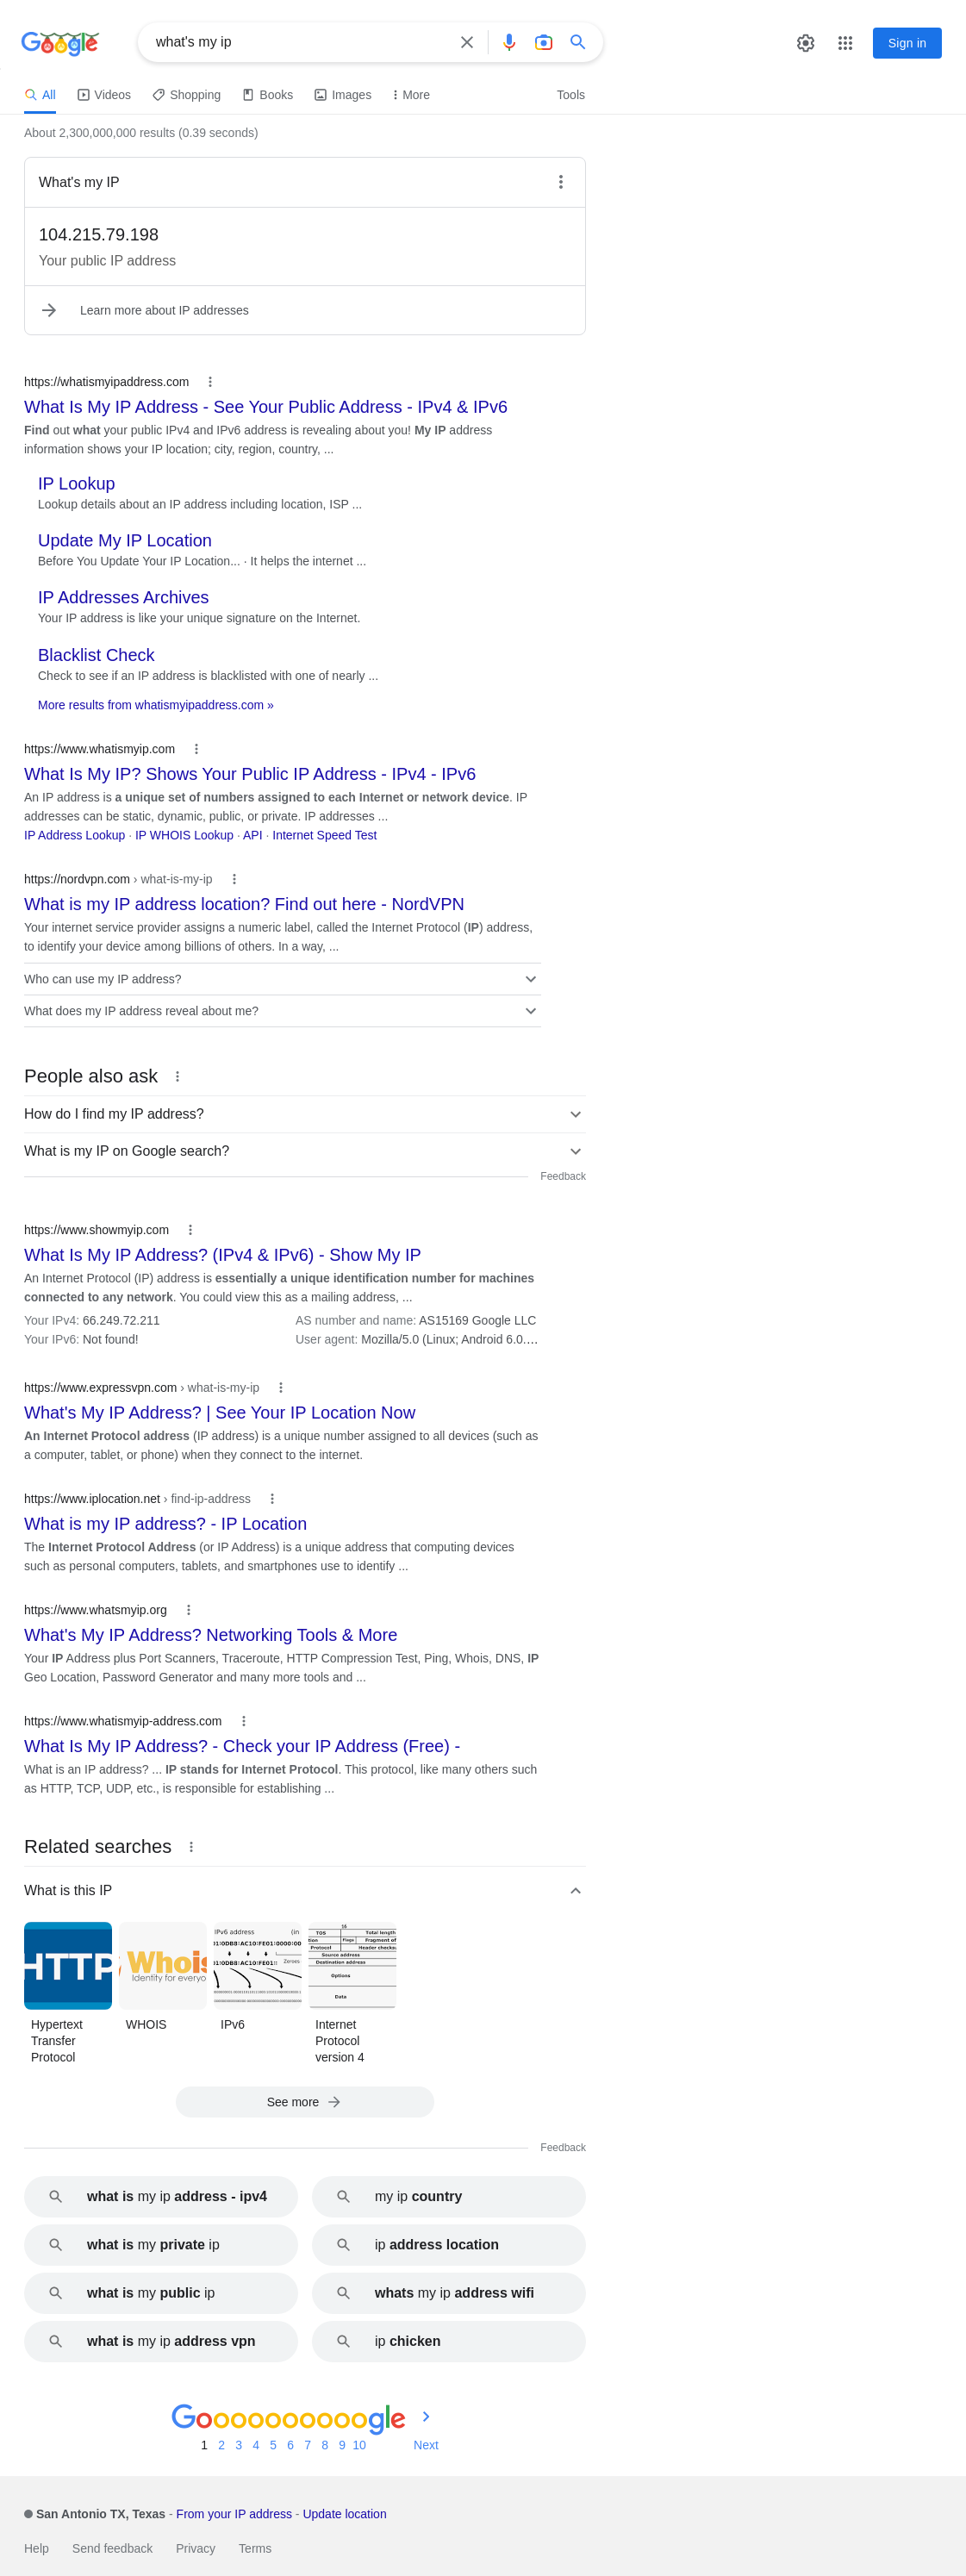 Google
what's my ip
Sign in
All
Videos
Shopping
Books
Images
More
Tools
About 2,300,000,000 results (0.39 seconds)
What's my IP
104.215.79.198
Your public IP address
Learn more about IP addresses
https://whatismyipaddress.com
What Is My IP Address - See Your Public Address - IPv4 & IPv6
Find out what your public IPv4 and IPv6 address is revealing about you! My IP address
information shows your IP location; city, region, country, ...
IP Lookup
Lookup details about an IP address including location, ISP ...
Update My IP Location
Before You Update Your IP Location... · It helps the internet ...
IP Addresses Archives
Your IP address is like your unique signature on the Internet.
Blacklist Check
Check to see if an IP address is blacklisted with one of nearly ...
More results from whatismyipaddress.com »
https://www.whatismyip.com
What Is My IP? Shows Your Public IP Address - IPv4 - IPv6
An IP address is a unique set of numbers assigned to each Internet or network device. IP
addresses can be static, dynamic, public, or private. IP addresses ...
IP Address Lookup · IP WHOIS Lookup · API · Internet Speed Test
https://nordvpn.com › what-is-my-ip
What is my IP address location? Find out here - NordVPN
Your internet service provider assigns a numeric label, called the Internet Protocol (IP) address,
to identify your device among billions of others. In a way, ...
Who can use my IP address?
What does my IP address reveal about me?
People also ask
How do I find my IP address?
What is my IP on Google search?
Feedback
https://www.showmyip.com
What Is My IP Address? (IPv4 & IPv6) - Show My IP
An Internet Protocol (IP) address is essentially a unique identification number for machines
connected to any network. You could view this as a mailing address, ...
Your IPv4: 66.249.72.211
AS number and name: AS15169 Google LLC
Your IPv6: Not found!
User agent: Mozilla/5.0 (Linux; Android 6.0....
https://www.expressvpn.com › what-is-my-ip
What's My IP Address? | See Your IP Location Now
An Internet Protocol address (IP address) is a unique number assigned to all devices (such as
a computer, tablet, or phone) when they connect to the internet.
https://www.iplocation.net › find-ip-address
What is my IP address? - IP Location
The Internet Protocol Address (or IP Address) is a unique address that computing devices
such as personal computers, tablets, and smartphones use to identify ...
https://www.whatsmyip.org
What's My IP Address? Networking Tools & More
Your IP Address plus Port Scanners, Traceroute, HTTP Compression Test, Ping, Whois, DNS, IP
Geo Location, Password Generator and many more tools and ...
https://www.whatismyip-address.com
What Is My IP Address? - Check your IP Address (Free) -
What is an IP address? ... IP stands for Internet Protocol. This protocol, like many others such
as HTTP, TCP, UDP, etc., is responsible for establishing ...
Related searches
What is this IP
HTTP
Whois
Identity for everyo
IPv6 address (in
Zeroes
16
TOS Total length
Flags Fragment of
Protocol Header checksu
Source address
Destination address
Options
Data
Hypertext
Transfer
Protocol
WHOIS
IPv6
Internet
Protocol
version 4
See more
Feedback
what is my ip address - ipv4
my ip country
what is my private ip
ip address location
what is my public ip
whats my ip address wifi
what is my ip address vpn
ip chicken
Goooooooooogle
1 2 3 4 5 6 7 8 9 10 Next
San Antonio TX, Texas - From your IP address - Update location
Help Send feedback Privacy Terms